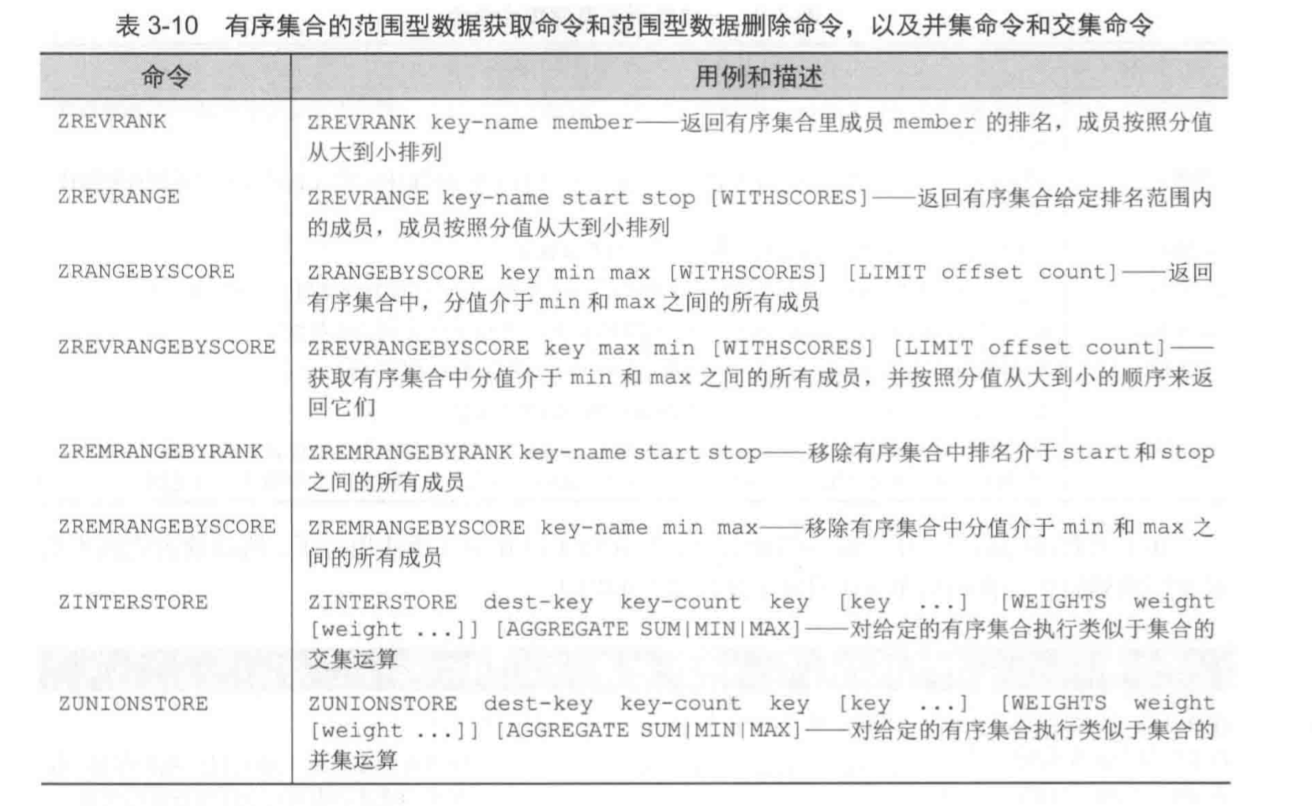 表 3-10 有序集合的范围型数据获取命令和范围型数据删除命令，以及并集命令和交集命令
命令 用例和描述
ZREVRANK ZREVRANK key-name member——返回有序集合里成员 member 的排名，成员按照分值
从大到小排列
ZREVRANGE ZREVRANGE key-name start stop [WITHSCORES]——返回有序集合给定排名范围内
的成员，成员按照分值从大到小排列
ZRANGEBYSCORE ZRANGEBYSCORE key min max [WITHSCORES] [LIMIT offset count]——返回
有序集合中，分值介于 min 和 max 之间的所有成员
ZREVRANGEBYSCORE ZREVRANGEBYSCORE key max min [WITHSCORES] [LIMIT offset count]——
获取有序集合中分值介于 min 和 max 之间的所有成员，并按照分值从大到小的顺序来返
回它们
ZREMRANGEBYRANK ZREMRANGEBYRANK key-name start stop——移除有序集合中排名介于 start 和 stop
之间的所有成员
ZREMRANGEBYSCORE ZREMRANGEBYSCORE key-name min max——移除有序集合中分值介于 min 和 max 之
间的所有成员
ZINTERSTORE ZINTERSTORE dest-key key-count key [key ...] [WEIGHTS weight
[weight ...]] [AGGREGATE SUM|MIN|MAX]——对给定的有序集合执行类似于集合的
交集运算
ZUNIONSTORE ZUNIONSTORE dest-key key-count key [key ...] [WEIGHTS weight
[weight ...]] [AGGREGATE SUM|MIN|MAX]——对给定的有序集合执行类似于集合的
并集运算